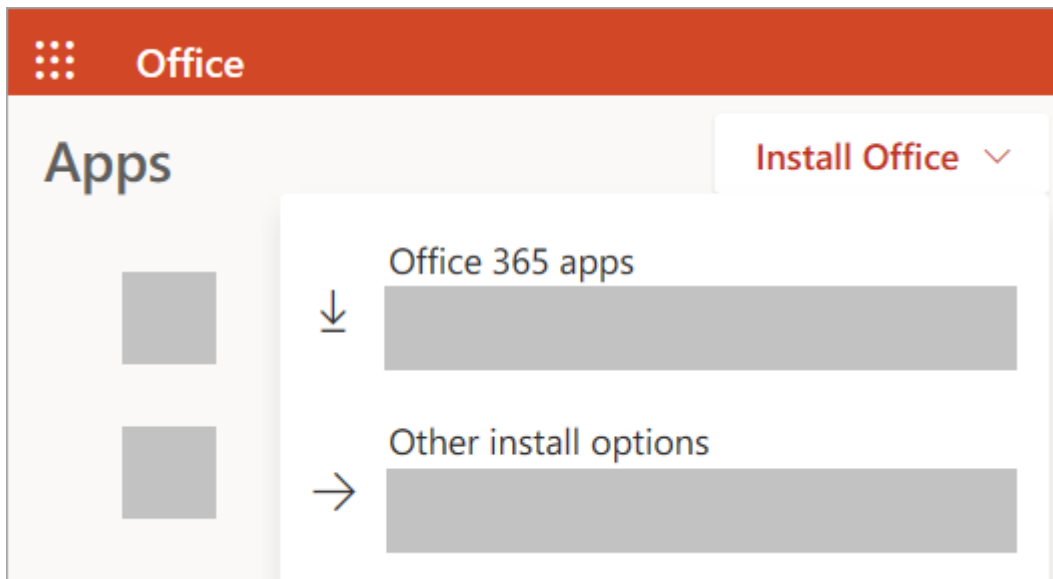 Office
Apps
Install Office
Office 365 apps
Other install options